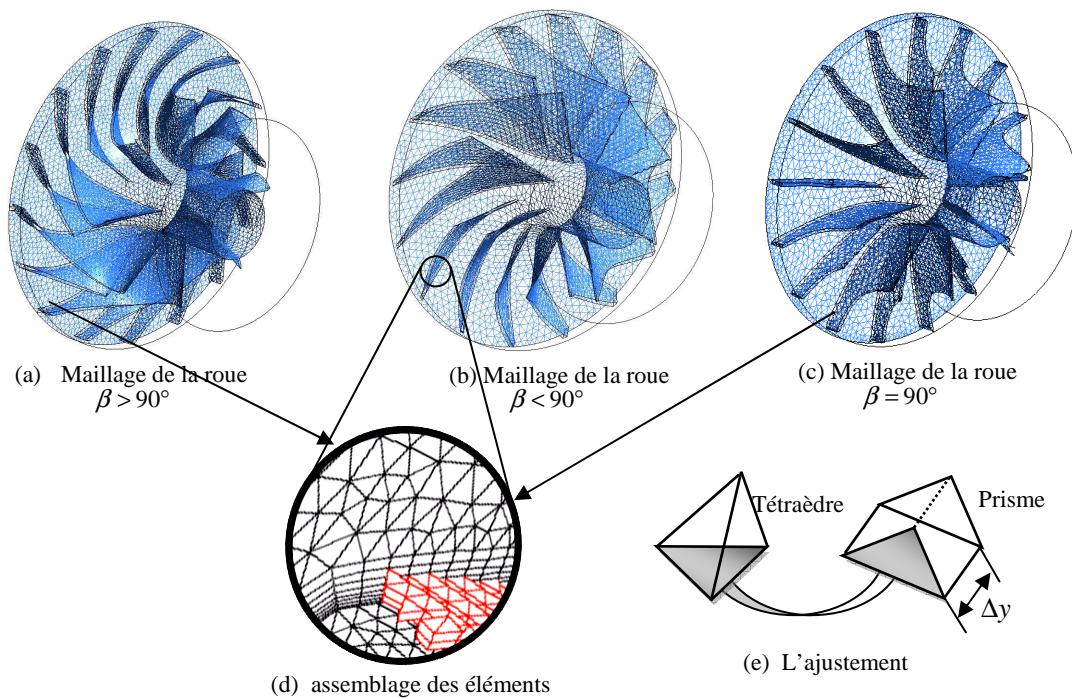 (a) Maillage de la roue
β > 90°
(b) Maillage de la roue
β < 90°
(c) Maillage de la roue
β = 90°
Tétraèdre
Prisme
Δy
(e) L’ajustement
(d) assemblage des éléments